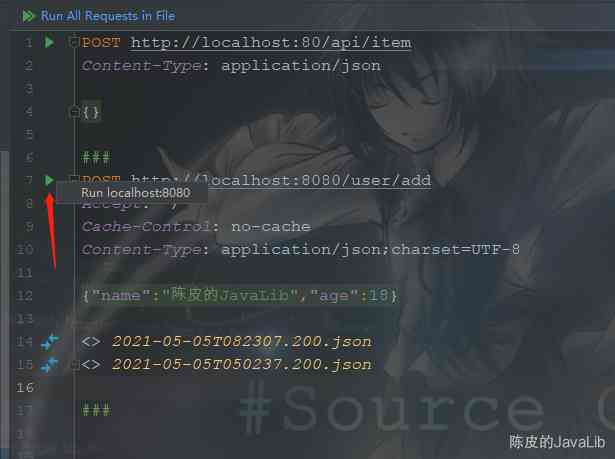 Run All Requests in File
1 POST http://localhost:80/api/item
2 Content-Type: application/json
3
4 {}
5
6 ###
7 POST http://localhost:8080/user/add
Run localhost:8080
8 Accept: */
9 Cache-Control: no-cache
10 Content-Type: application/json;charset=UTF-8
11
12 {"name":"陈皮的JavaLib","age":18}
13
14 <> 2021-05-05T082307.200.json
15 <> 2021-05-05T050237.200.json
16
17 ###
#Source
陈皮的JavaLib